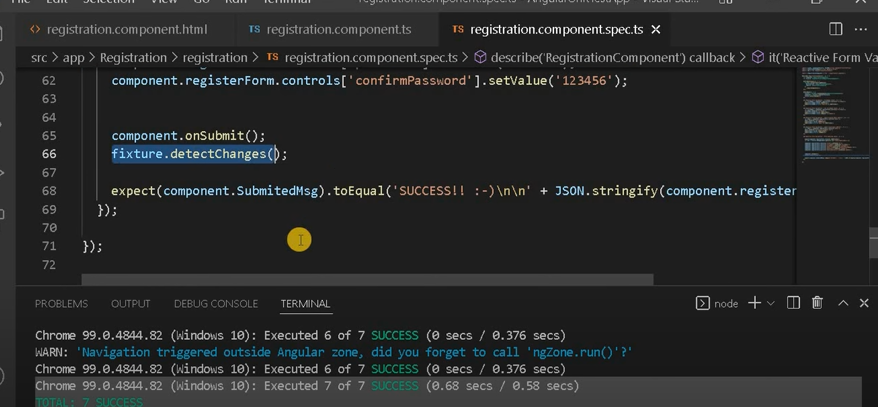 File Edit Selection View Go Run Terminal registration.component.spec.ts - AngularUnitTestApp - Visual Stu...
registration.component.html TS registration.component.ts TS registration.component.spec.ts
src > app > Registration > registration > TS registration.component.spec.ts > describe('RegistrationComponent') callback > it('Reactive Form Va
62 component.registerForm.controls['confirmPassword'].setValue('123456');
63
64
65 component.onSubmit();
66 fixture.detectChanges();
67
68 expect(component.SubmitedMsg).toEqual('SUCCESS!! :-)\n\n' + JSON.stringify(component.register
69 });
70
71 });
72
PROBLEMS OUTPUT DEBUG CONSOLE TERMINAL node
Chrome 99.0.4844.82 (Windows 10): Executed 6 of 7 SUCCESS (0 secs / 0.376 secs)
WARN: 'Navigation triggered outside Angular zone, did you forget to call 'ngZone.run()'?'
Chrome 99.0.4844.82 (Windows 10): Executed 6 of 7 SUCCESS (0 secs / 0.376 secs)
Chrome 99.0.4844.82 (Windows 10): Executed 7 of 7 SUCCESS (0.68 secs / 0.58 secs)
TOTAL: 7 SUCCESS